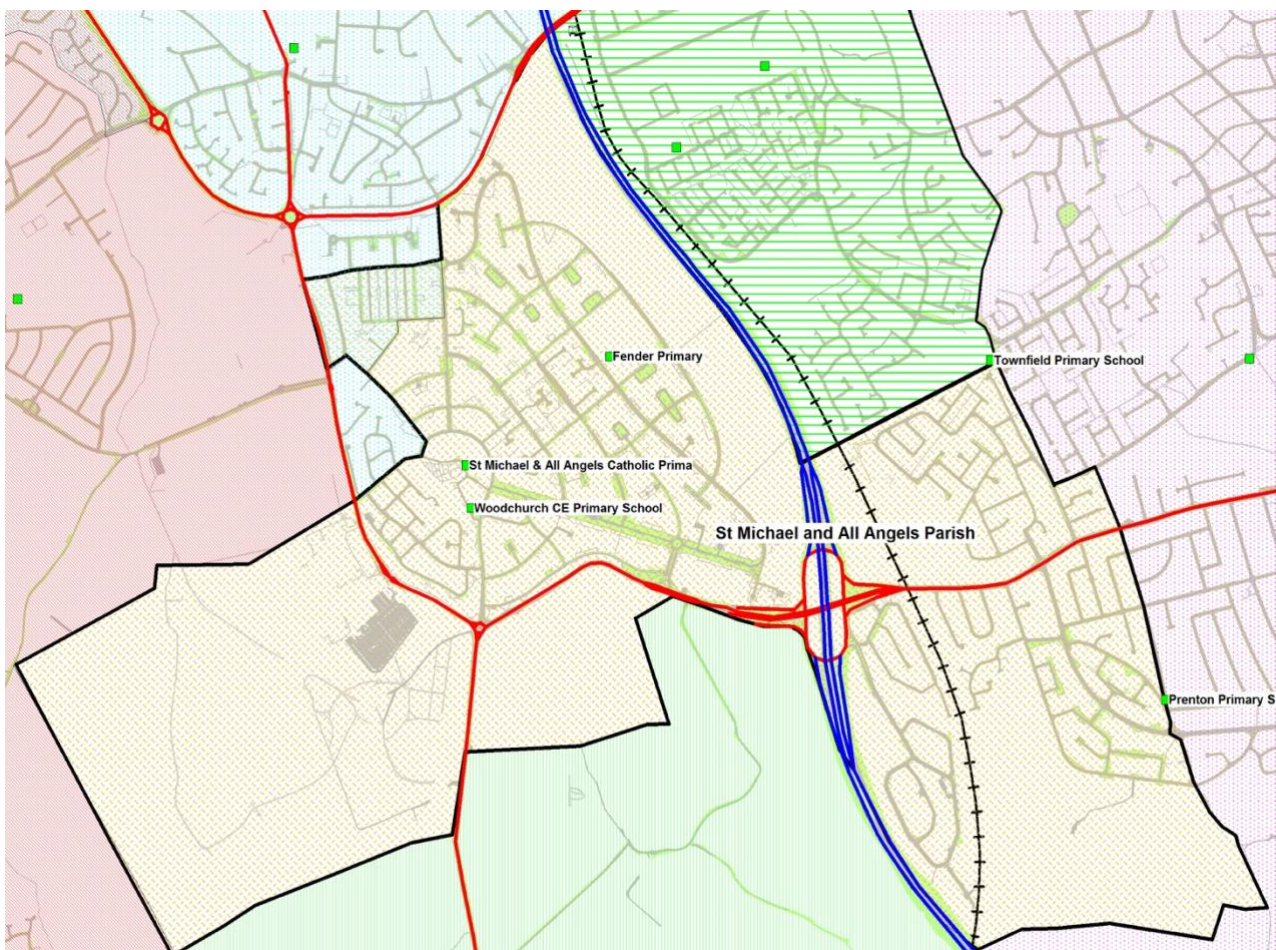 Fender Primary
Townfield Primary School
St Michael & All Angels Catholic Prima
Woodchurch CE Primary School
St Michael and All Angels Parish
Prenton Primary S